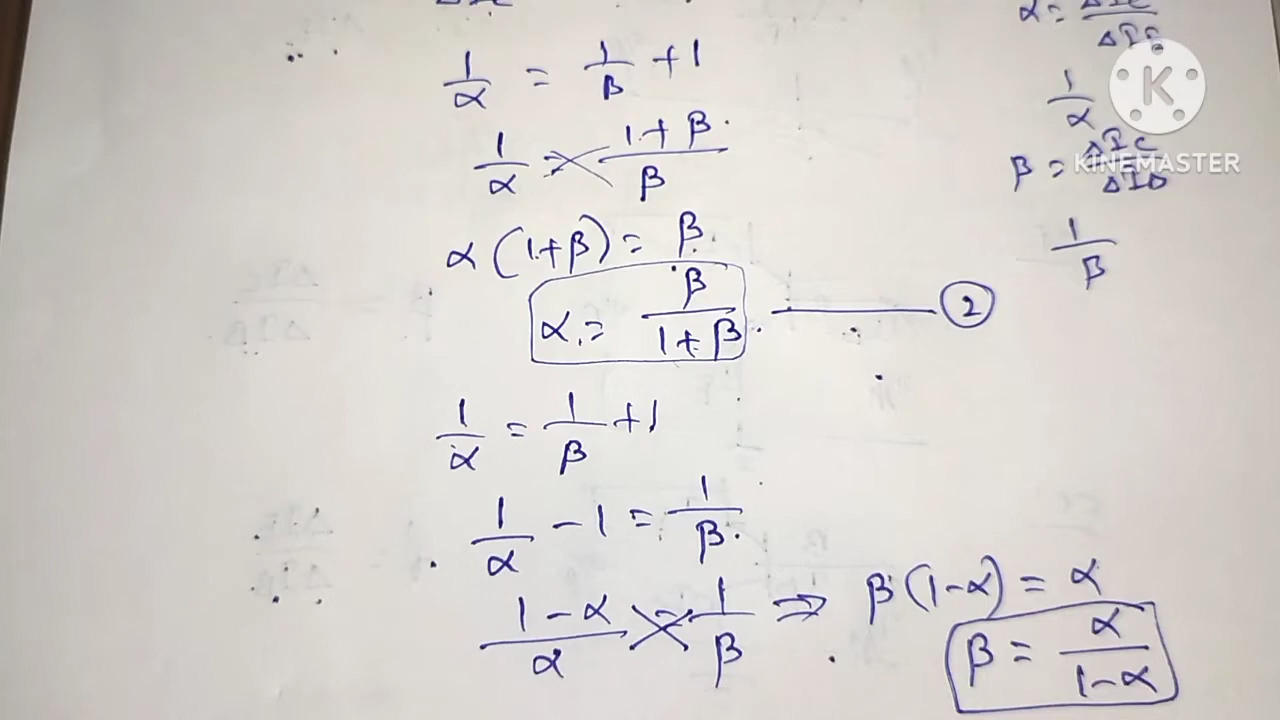 1/α = 1/β + 1
1/α = (1+β)/β
α(1+β) = β
α = β/(1+β) ——— ②
1/α = 1/β + 1
1/α - 1 = 1/β
(1-α)/α = 1/β ⇒ β(1-α) = α
β = α/(1-α)
1/α
β = ΔIc/ΔIB
1/β
K
KINEMASTER